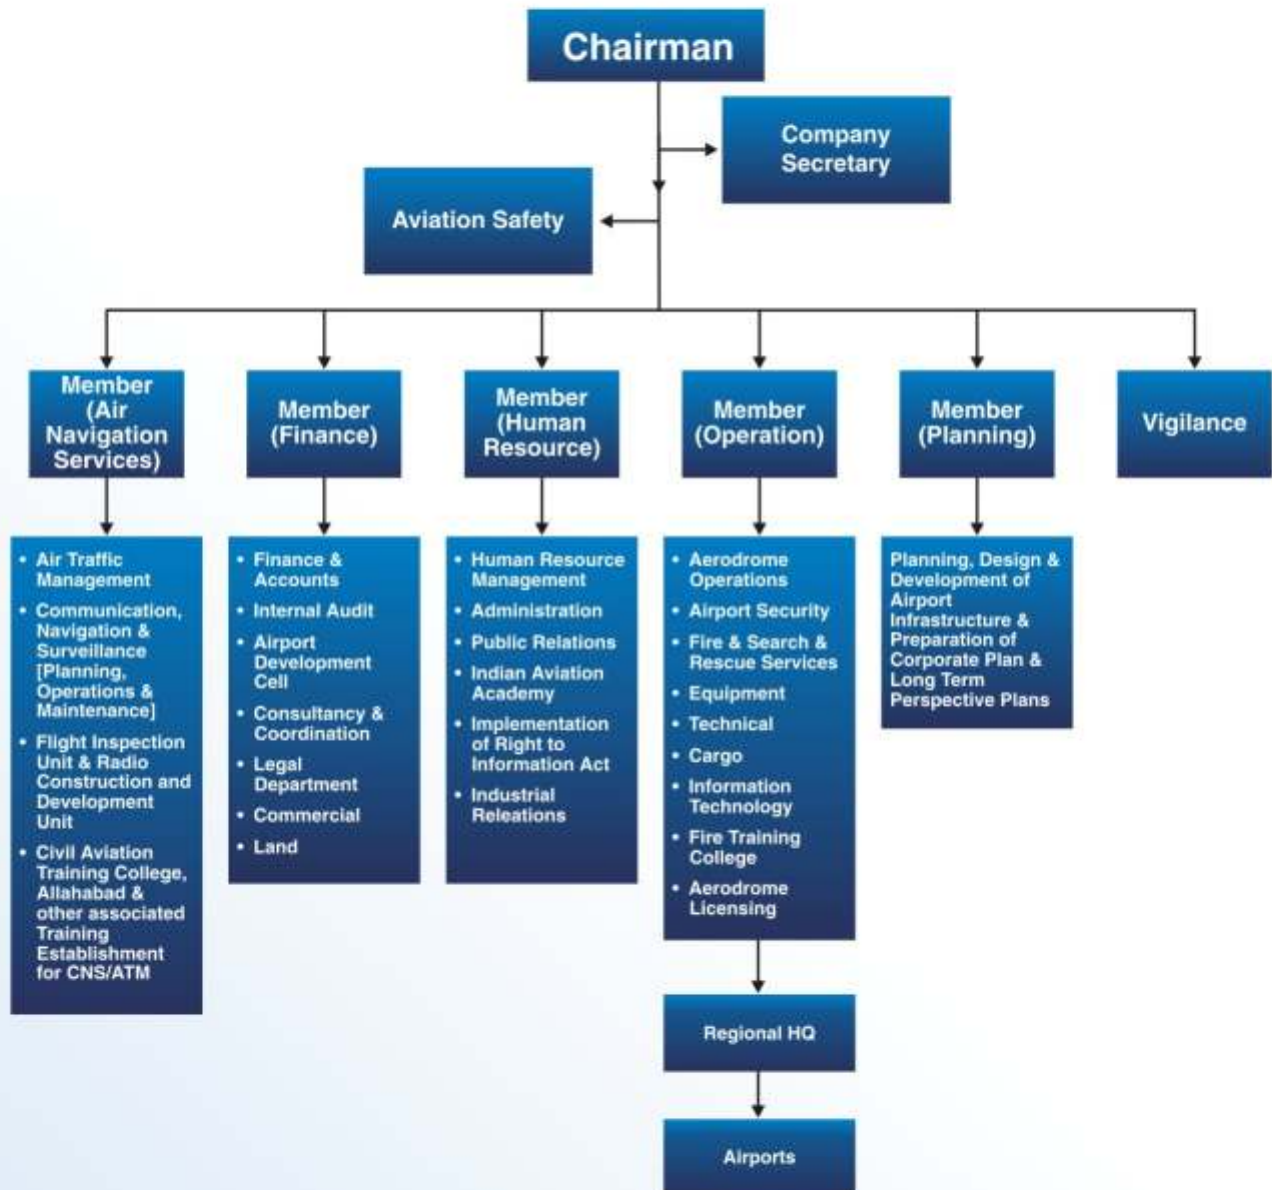 Chairman
Company
Secretary
Aviation Safety
Member
(Air
Navigation
Services)
Member
(Finance)
Member
(Human
Resource)
Member
(Operation)
Member
(Planning)
Vigilance
• Air Traffic
Management
• Communication,
Navigation &
Surveillance
[Planning,
Operations &
Maintenance]
• Flight Inspection
Unit & Radio
Construction and
Development
Unit
• Civil Aviation
Training College,
Allahabad &
other associated
Training
Establishment
for CNS/ATM
• Finance &
Accounts
• Internal Audit
• Airport
Development
Cell
• Consultancy &
Coordination
• Legal
Department
• Commercial
• Land
• Human Resource
Management
• Administration
• Public Relations
• Indian Aviation
Academy
• Implementation
of Right to
Information Act
• Industrial
Releations
• Aerodrome
Operations
• Airport Security
• Fire & Search &
Rescue Services
• Equipment
• Technical
• Cargo
• Information
Technology
• Fire Training
College
• Aerodrome
Licensing
Planning, Design &
Development of
Airport
Infrastructure &
Preparation of
Corporate Plan &
Long Term
Perspective Plans
Regional HQ
Airports